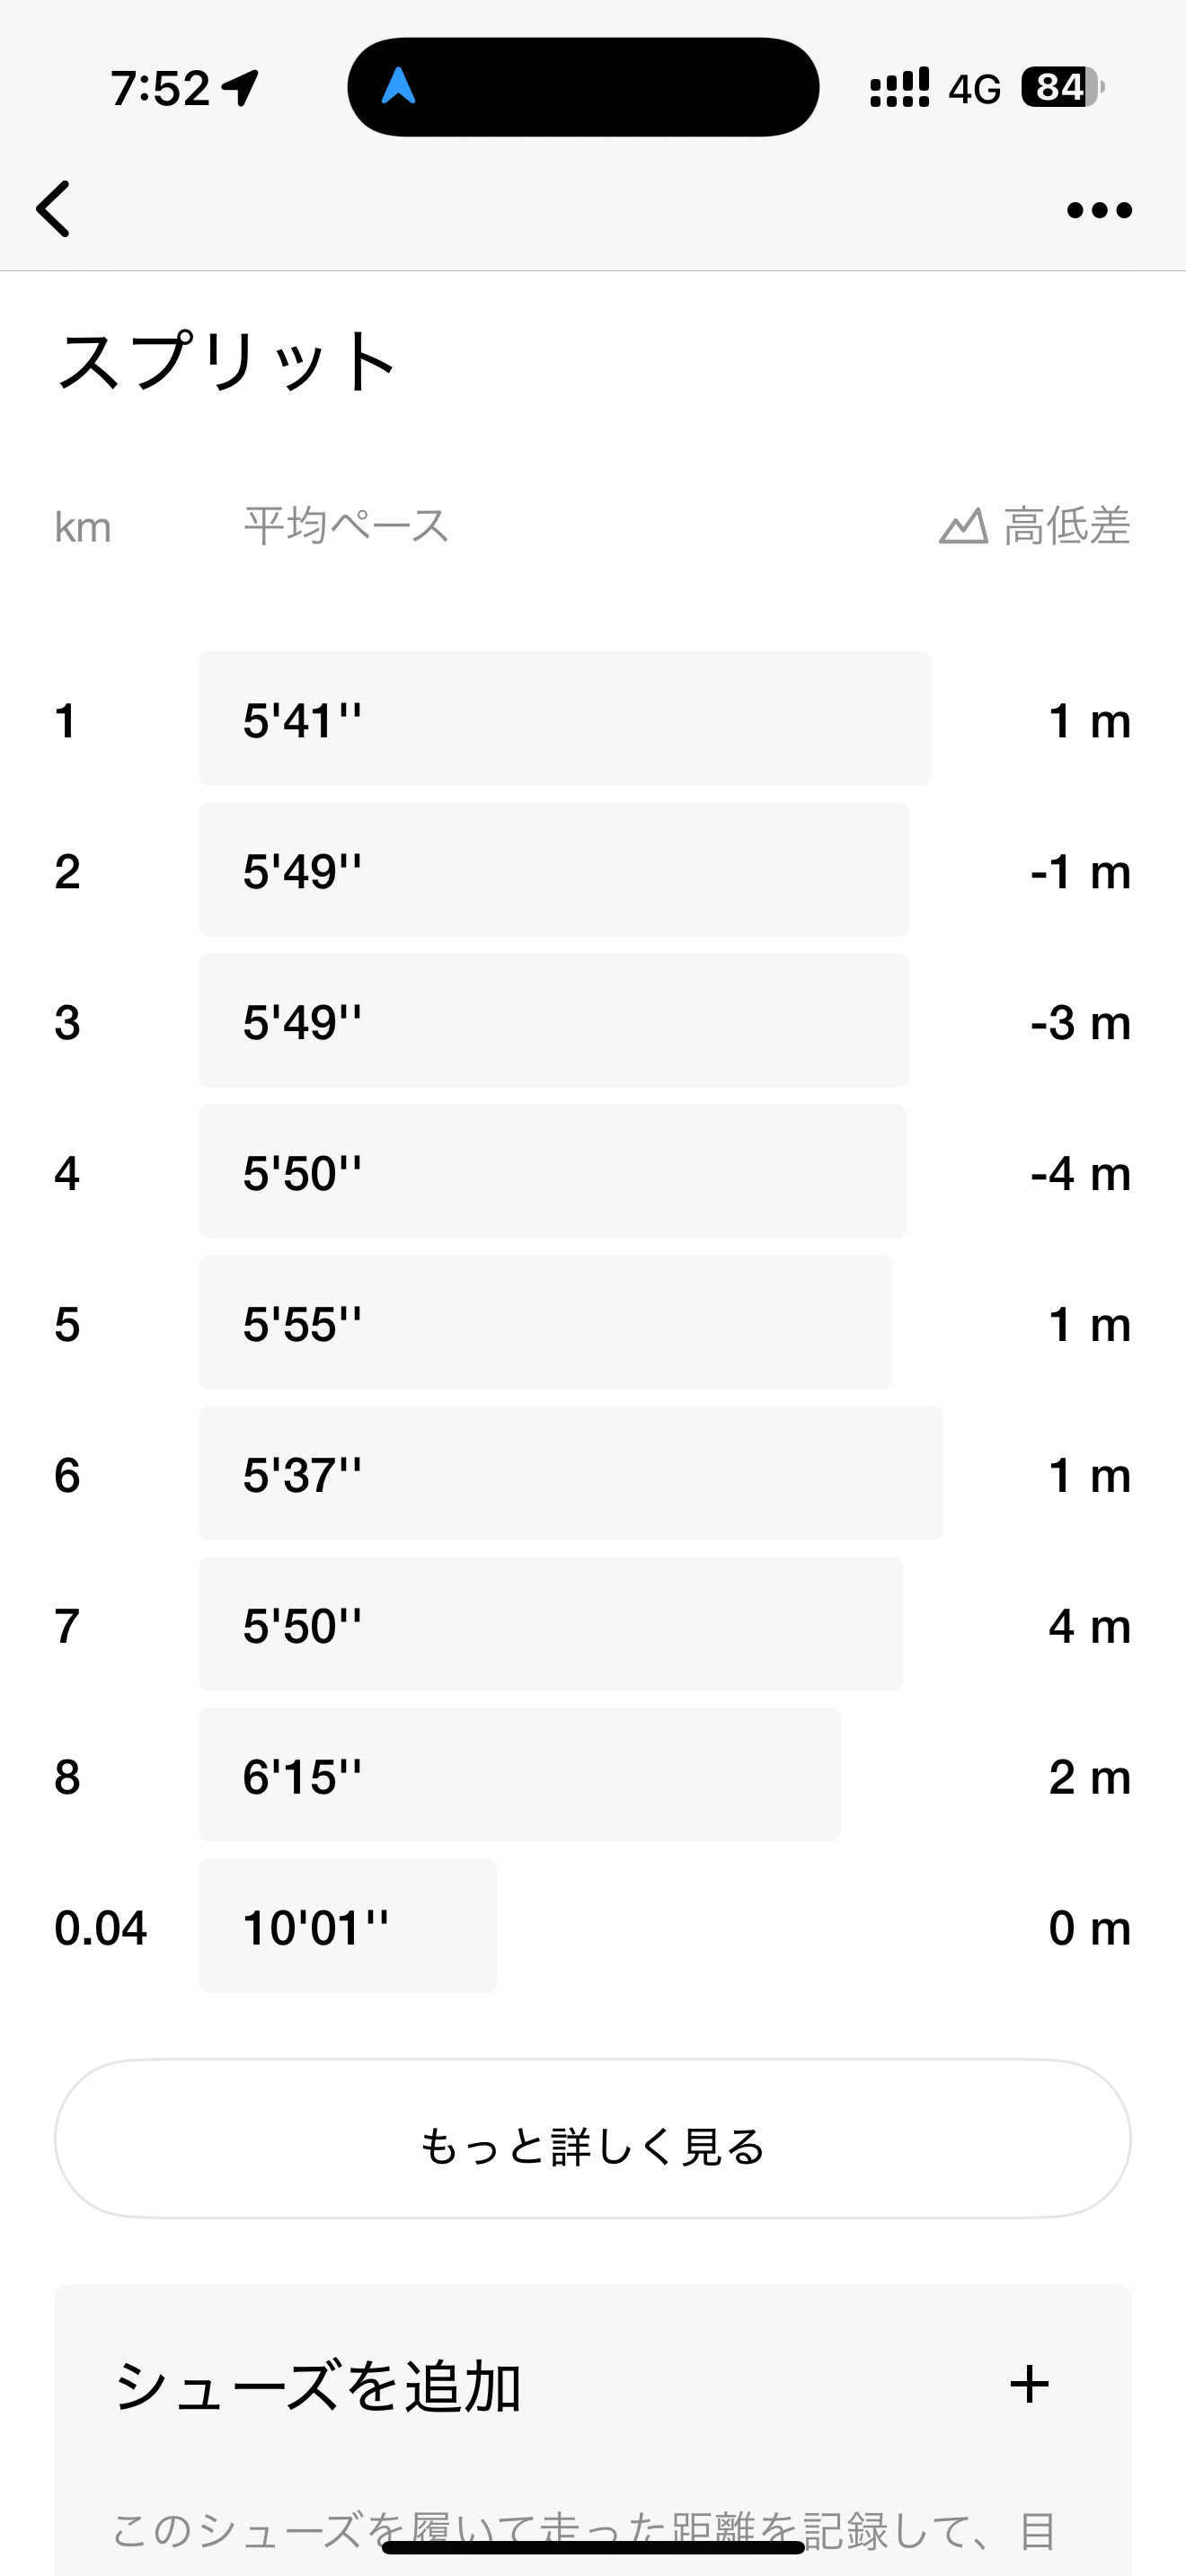 7:52 4G 84
スプリット
km 平均ペース 高低差
1 5'41'' 1 m
2 5'49'' -1 m
3 5'49'' -3 m
4 5'50'' -4 m
5 5'55'' 1 m
6 5'37'' 1 m
7 5'50'' 4 m
8 6'15'' 2 m
0.04 10'01'' 0 m
もっと詳しく見る
シューズを追加 +
このシューズを履いて走った距離を記録して、目